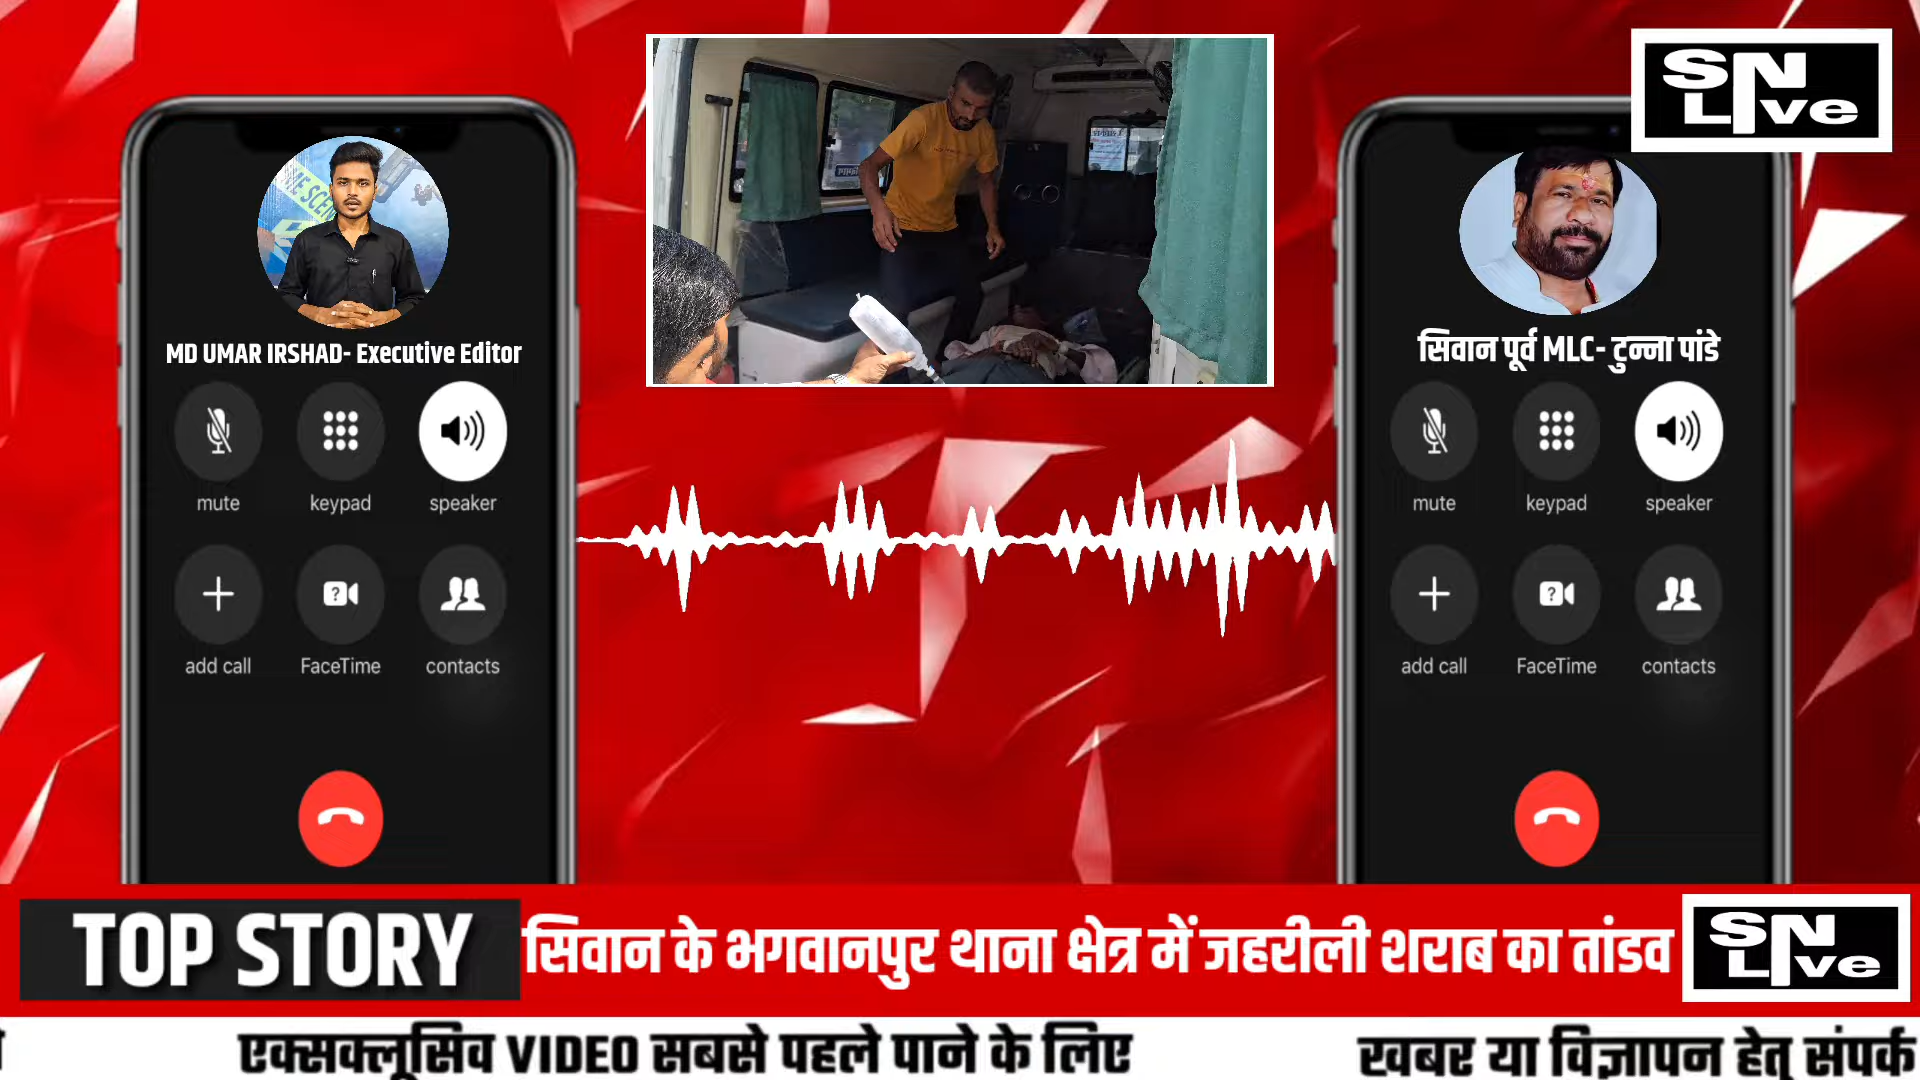 SN
LIve
MD UMAR IRSHAD- Executive Editor
mute
keypad
speaker
add call
FaceTime
contacts
सिवान पूर्व MLC- टुन्ना पांडे
mute
keypad
speaker
add call
FaceTime
contacts
TOP STORY
सिवान के भगवानपुर थाना क्षेत्र में जहरीली शराब का तांडव
SN
LIve
एक्सक्लूसिव VIDEO सबसे पहले पाने के लिए
खबर या विज्ञापन हेतु संपर्क